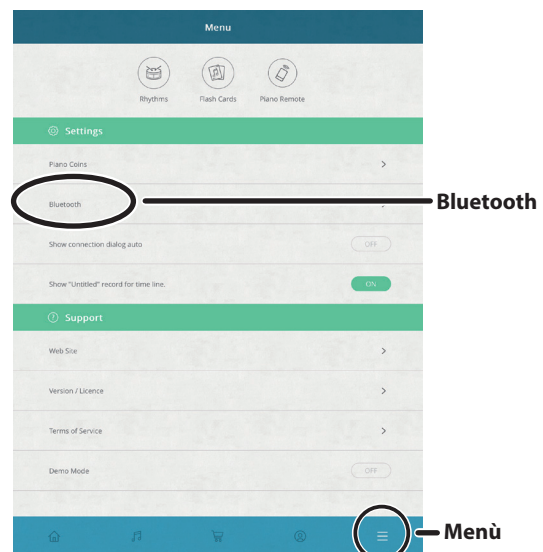 Menu
Rhythms Flash Cards Piano Remote
Settings
Piano Coins
Bluetooth
Bluetooth
Show connection dialog auto OFF
Show "Untitled" record for time line. ON
Support
Web Site
Version / Licence
Terms of Service
Demo Mode OFF
Menù